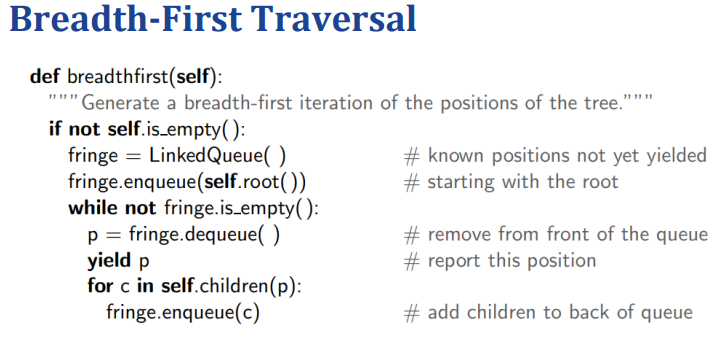 Breadth-First Traversal
def breadthfirst(self):
"""Generate a breadth-first iteration of the positions of the tree."""
if not self.is_empty():
fringe = LinkedQueue( ) # known positions not yet yielded
fringe.enqueue(self.root()) # starting with the root
while not fringe.is_empty():
p = fringe.dequeue( ) # remove from front of the queue
yield p # report this position
for c in self.children(p):
fringe.enqueue(c) # add children to back of queue